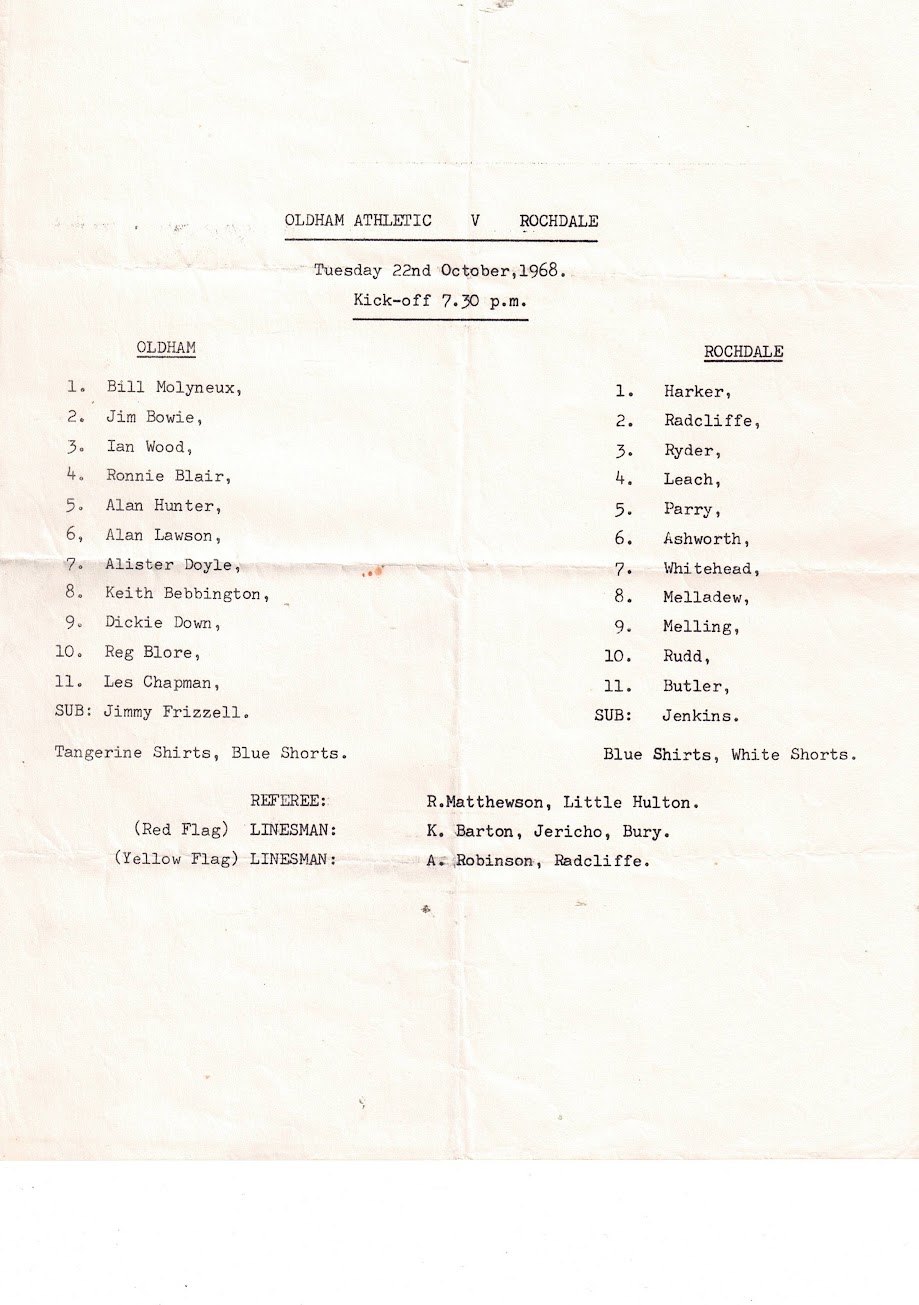 OLDHAM ATHLETIC V ROCHDALE
Tuesday 22nd October,1968.
Kick-off 7.30 p.m.
OLDHAM
1. Bill Molyneux,
2. Jim Bowie,
3. Ian Wood,
4. Ronnie Blair,
5. Alan Hunter,
6, Alan Lawson,
7. Alister Doyle,
8. Keith Bebbington,
9. Dickie Down,
10. Reg Blore,
11. Les Chapman,
SUB: Jimmy Frizzell.
Tangerine Shirts, Blue Shorts.
ROCHDALE
1. Harker,
2. Radcliffe,
3. Ryder,
4. Leach,
5. Parry,
6. Ashworth,
7. Whitehead,
8. Melladew,
9. Melling,
10. Rudd,
11. Butler,
SUB: Jenkins.
Blue Shirts, White Shorts.
REFEREE: R.Matthewson, Little Hulton.
(Red Flag) LINESMAN: K. Barton, Jericho, Bury.
(Yellow Flag) LINESMAN: A. Robinson, Radcliffe.